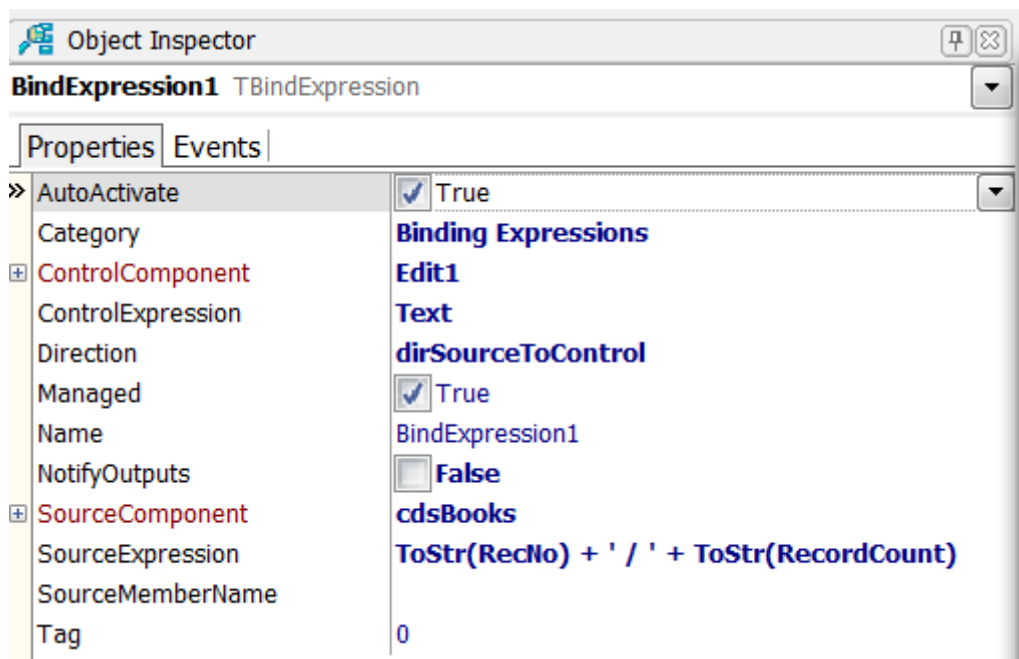 Object Inspector
BindExpression1 TBindExpression
Properties Events
AutoActivate True
Category Binding Expressions
ControlComponent Edit1
ControlExpression Text
Direction dirSourceToControl
Managed True
Name BindExpression1
NotifyOutputs False
SourceComponent cdsBooks
SourceExpression ToStr(RecNo) + ' / ' + ToStr(RecordCount)
SourceMemberName
Tag 0